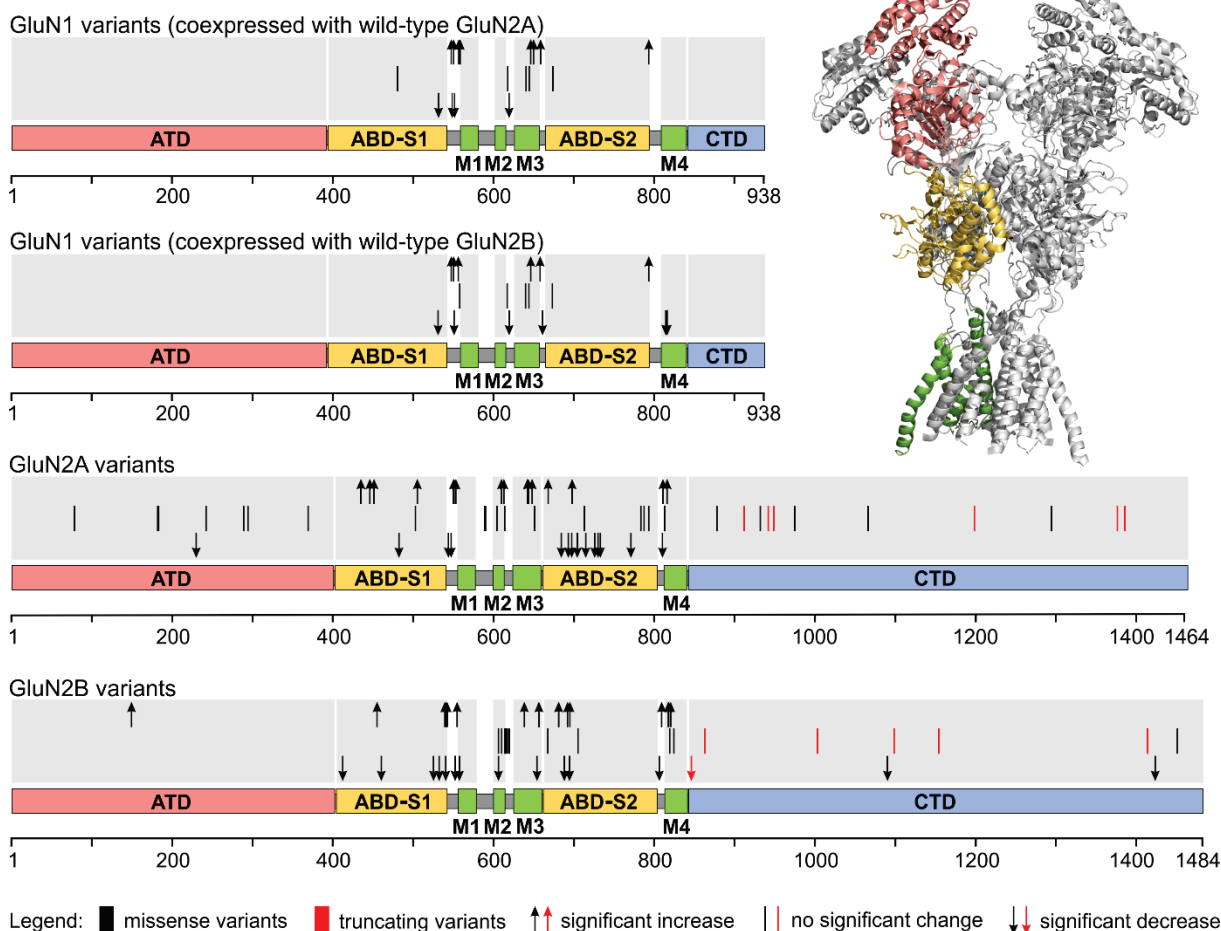 GluN1 variants (coexpressed with wild-type GluN2A)
ATD ABD-S1 ABD-S2 CTD
M1 M2 M3 M4
1 200 400 600 800 938
GluN1 variants (coexpressed with wild-type GluN2B)
ATD ABD-S1 ABD-S2 CTD
M1 M2 M3 M4
1 200 400 600 800 938
GluN2A variants
ATD ABD-S1 ABD-S2 CTD
M1 M2 M3 M4
1 200 400 600 800 1000 1200 1400 1464
GluN2B variants
ATD ABD-S1 ABD-S2 CTD
M1 M2 M3 M4
1 200 400 600 800 1000 1200 1400 1484
Legend: missense variants truncating variants significant increase no significant change significant decrease